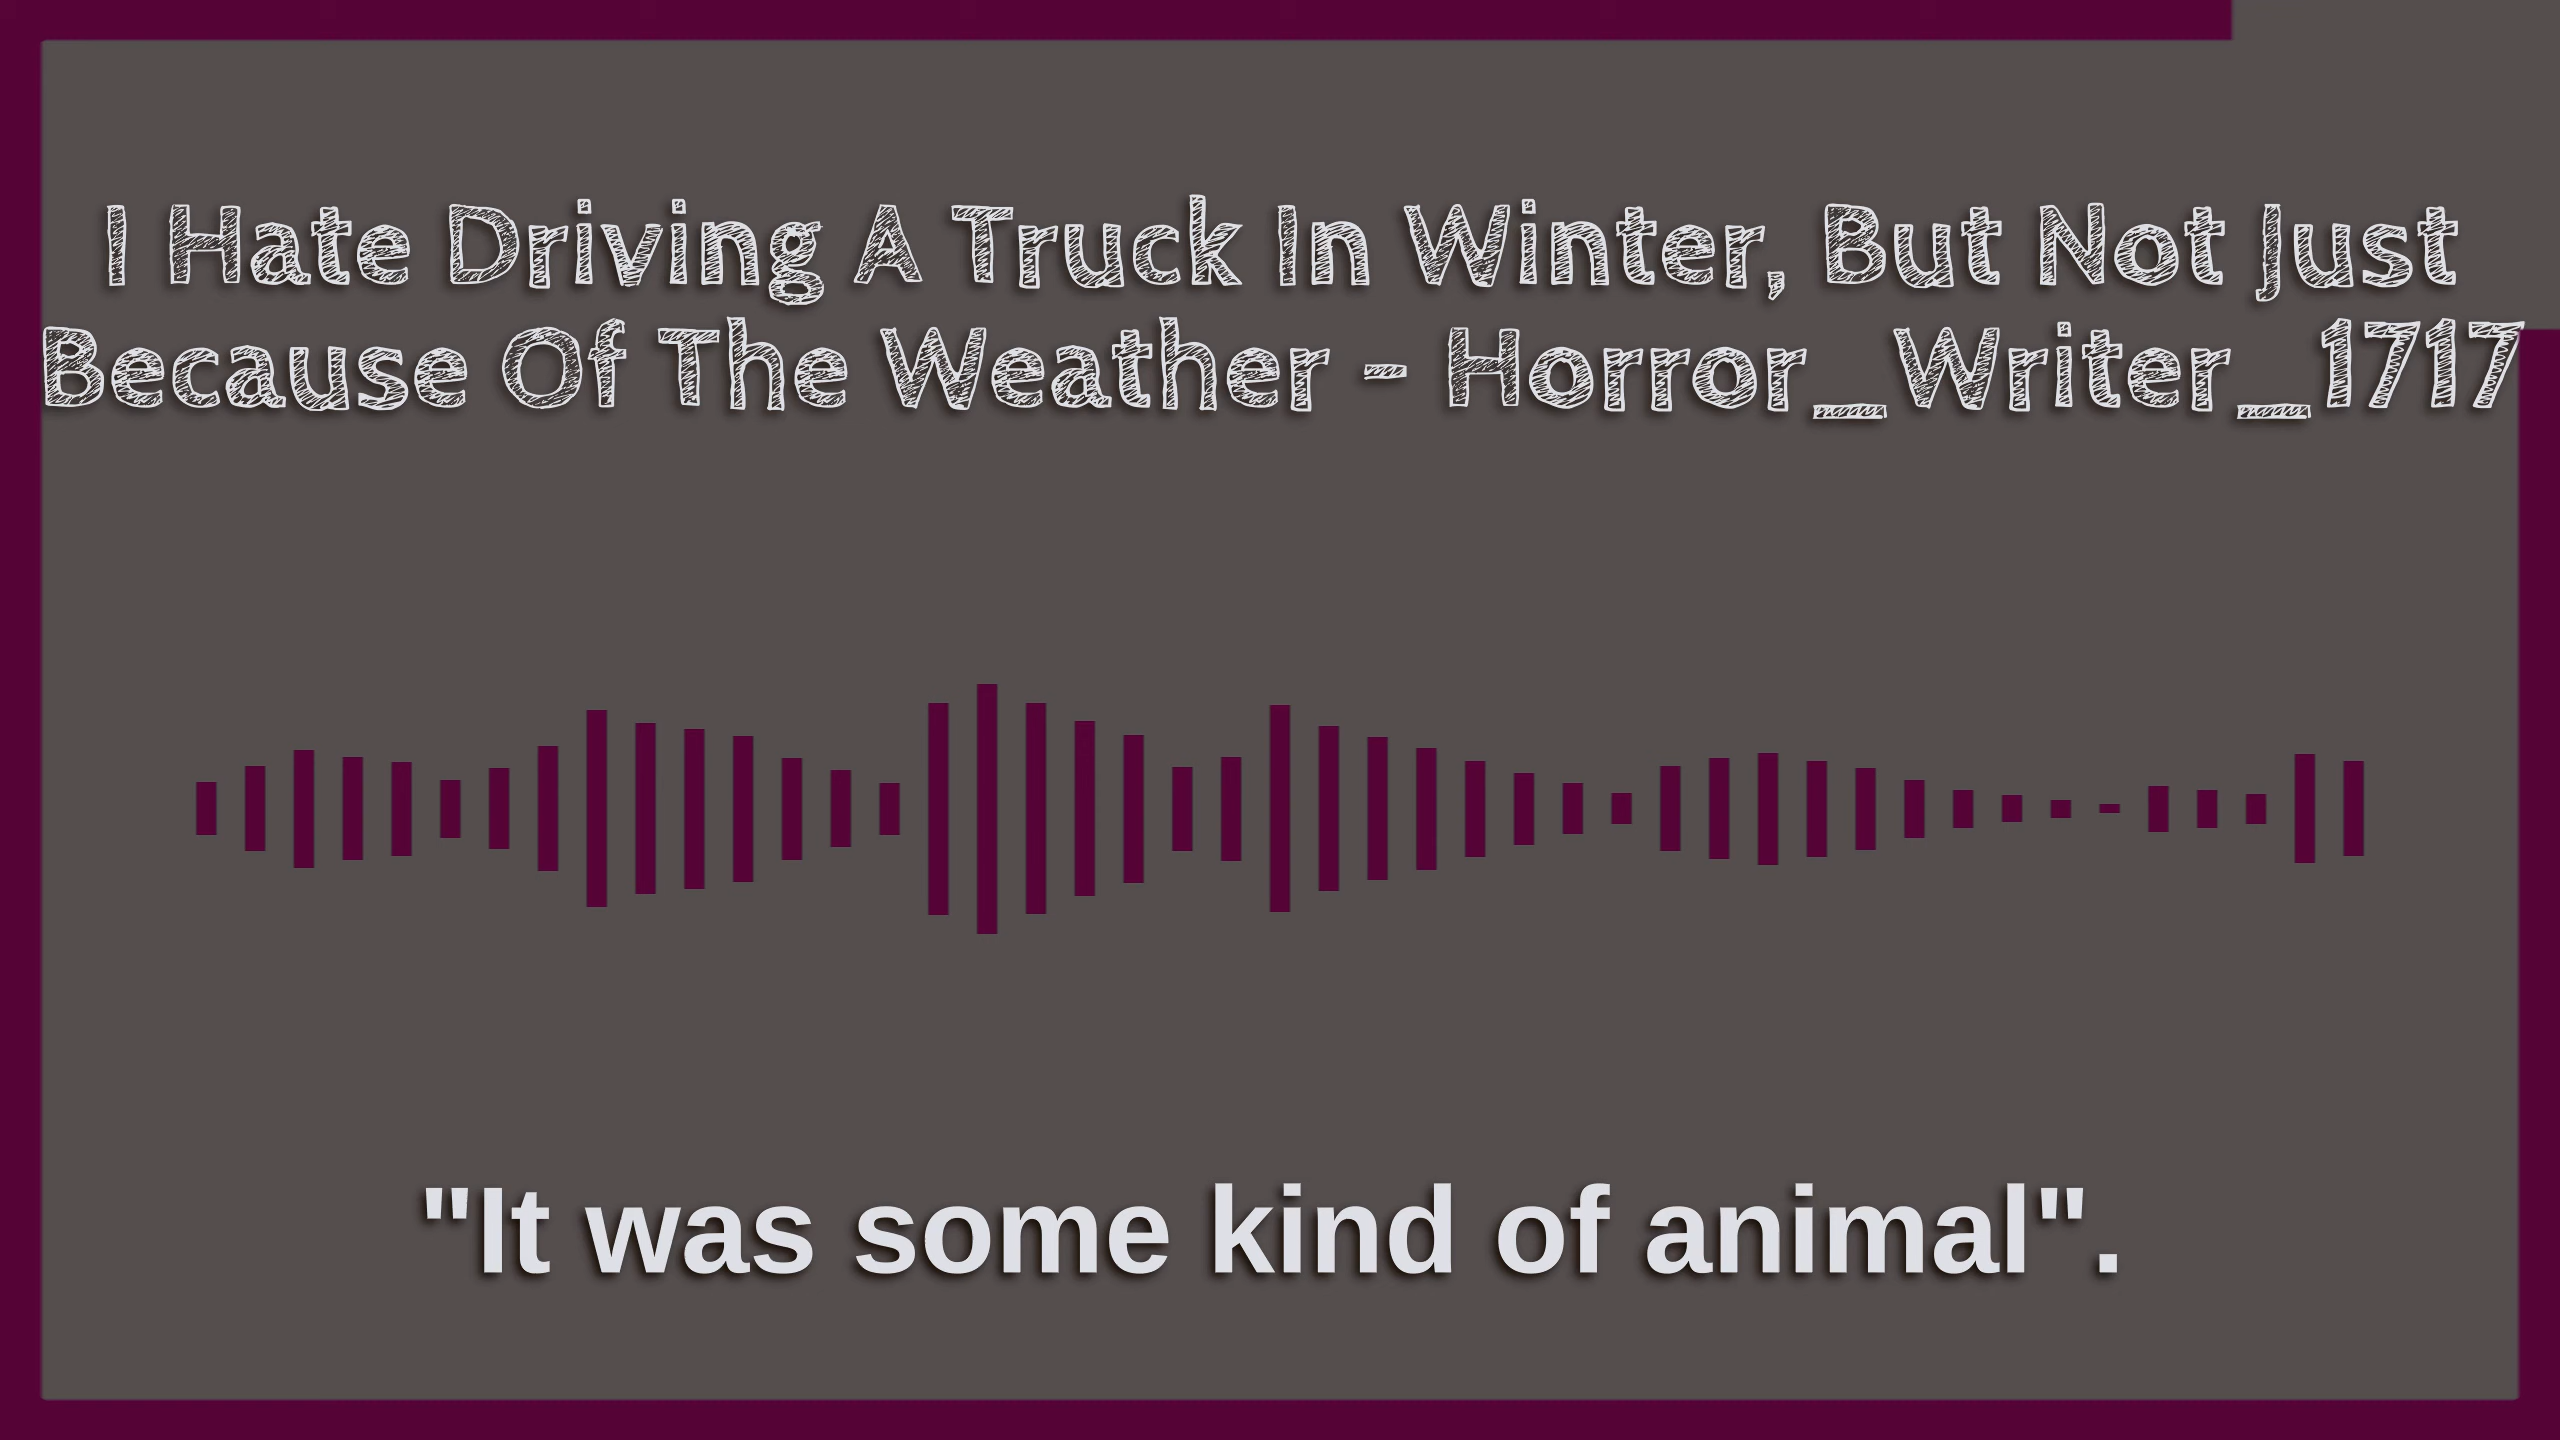 I Hate Driving A Truck In Winter, But Not Just
Because Of The Weather - Horror_Writer_1717
"It was some kind of animal".